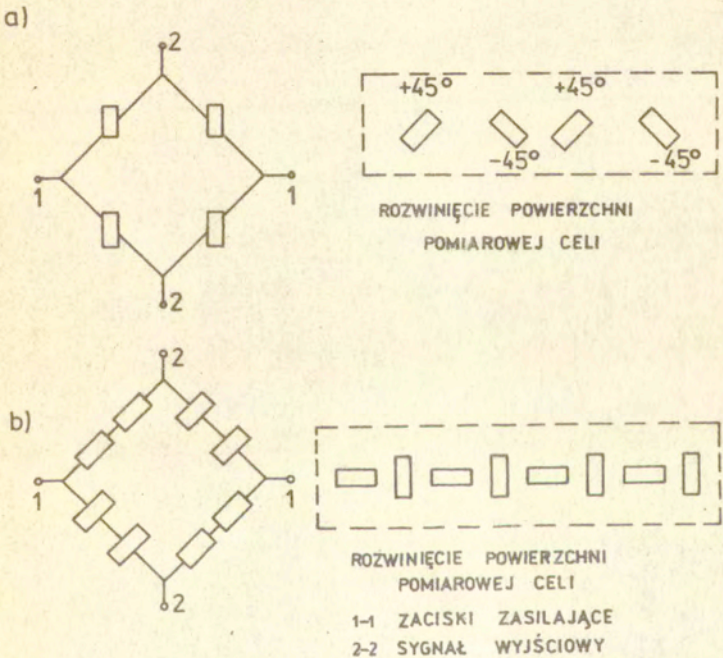 a)
2
1
1
2
+45° +45°
-45° -45°
ROZWINIĘCIE POWIERZCHNI
POMIAROWEJ CELI
b)
2
1
1
2
ROZWINIĘCIE POWIERZCHNI
POMIAROWEJ CELI
1-1 ZACISKI ZASILAJĄCE
2-2 SYGNAŁ WYJŚCIOWY